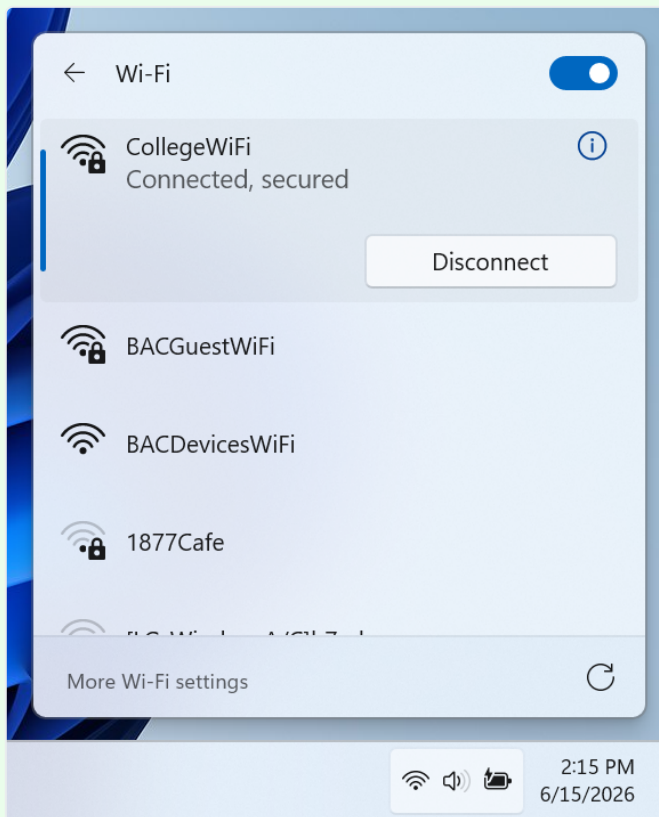 Wi-Fi
CollegeWiFi
Connected, secured
Disconnect
BACGuestWiFi
BACDevicesWiFi
1877Cafe
More Wi-Fi settings
2:15 PM
6/15/2026